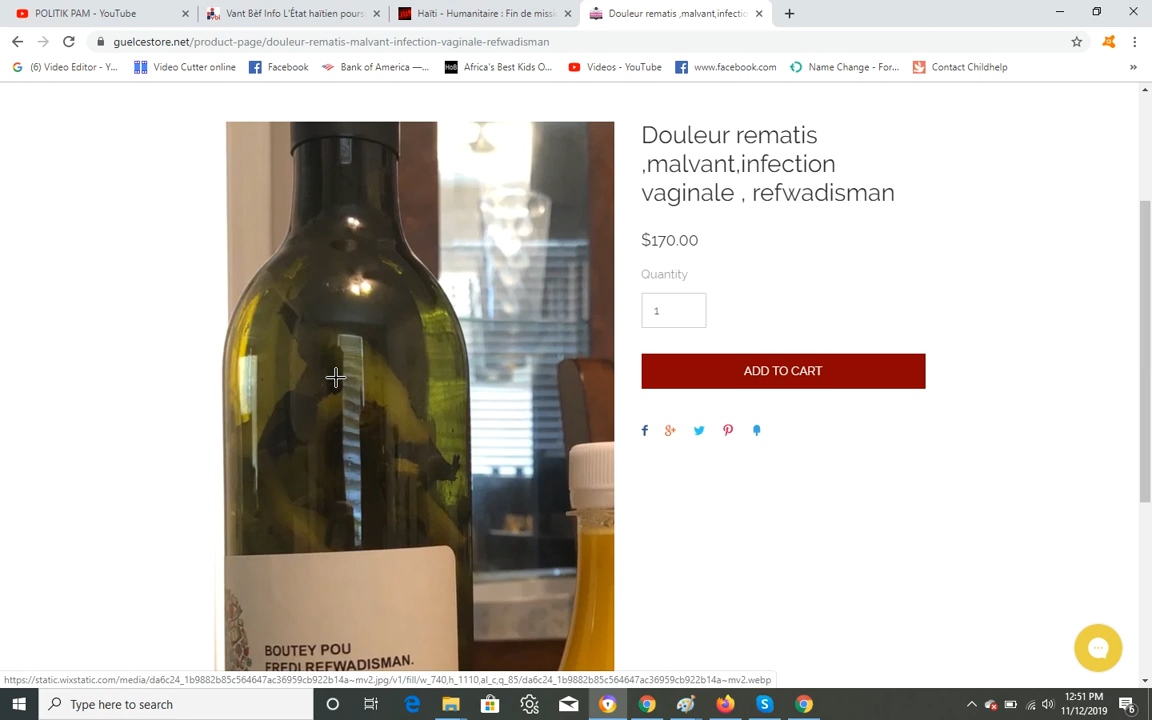 POLITIK PAM - YouTube
Vant Bèf Info L'État haïtien pours
Haïti - Humanitaire : Fin de missi
Douleur rematis ,malvant,infectio
guelcestore.net/product-page/douleur-rematis-malvant-infection-vaginale-refwadisman
(6) Video Editor - Y...
Video Cutter online
Facebook
Bank of America —...
Africa's Best Kids O...
Videos - YouTube
www.facebook.com
Name Change - For...
Contact Childhelp
Douleur rematis
,malvant,infection
vaginale , refwadisman
$170.00
Quantity
1
ADD TO CART
BOUTEY POU
FREDI,REFWADISMAN.
https://static.wixstatic.com/media/da6c24_1b9882b85c564647ac36959cb922b14a~mv2.jpg/v1/fill/w_740,h_1110,al_c,q_85/da6c24_1b9882b85c564647ac36959cb922b14a~mv2.webp
Type here to search
12:51 PM
11/12/2019
6